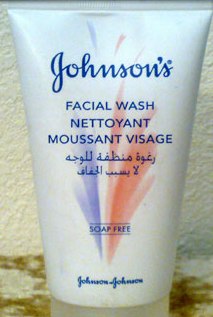 Johnson's®
FACIAL WASH
NETTOYANT
MOUSSANT VISAGE
رغوة منظفة للوجه
لا يسبب الجفاف
SOAP FREE
Johnson & Johnson